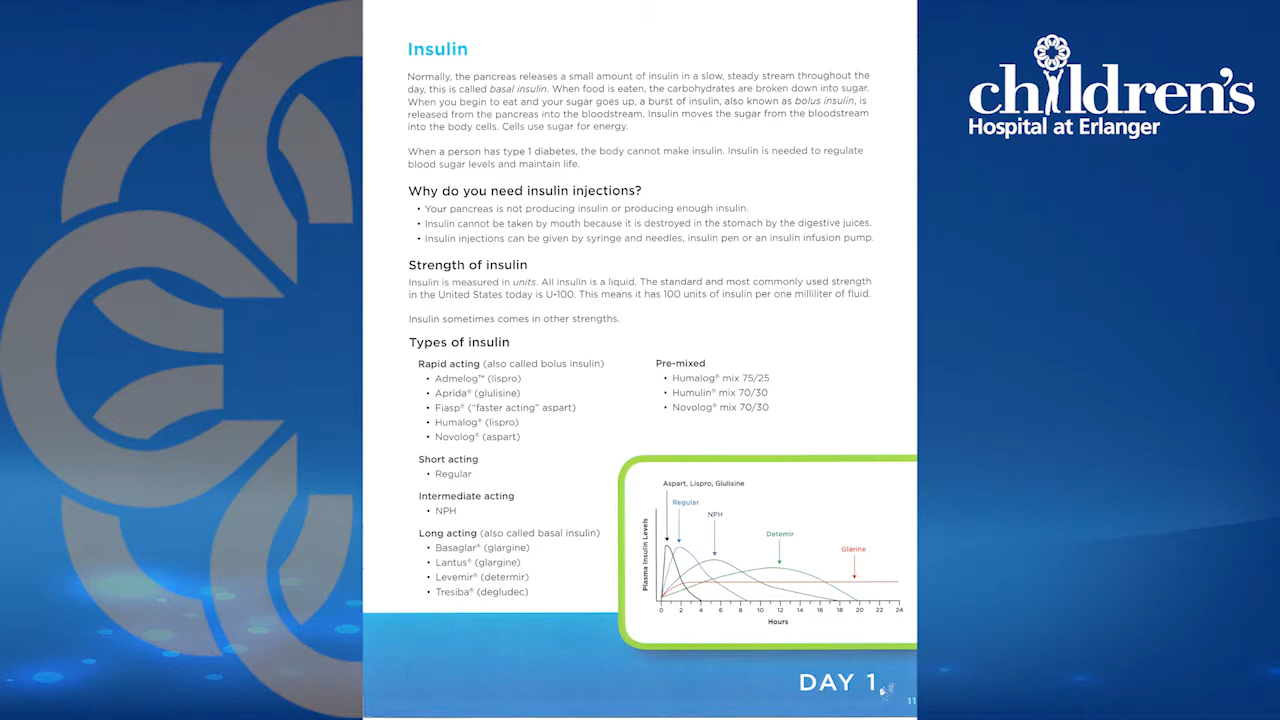 Insulin
Normally, the pancreas releases a small amount of insulin in a slow, steady stream throughout the
day, this is called basal insulin. When food is eaten, the carbohydrates are broken down into sugar.
When you begin to eat and your sugar goes up, a burst of insulin, also known as bolus insulin, is
released from the pancreas into the bloodstream. Insulin moves the sugar from the bloodstream
into the body cells. Cells use sugar for energy.
When a person has type 1 diabetes, the body cannot make insulin. Insulin is needed to regulate
blood sugar levels and maintain life.
Why do you need insulin injections?
• Your pancreas is not producing insulin or producing enough insulin.
• Insulin cannot be taken by mouth because it is destroyed in the stomach by the digestive juices.
• Insulin injections can be given by syringe and needles, insulin pen or an insulin infusion pump.
Strength of insulin
Insulin is measured in units. All insulin is a liquid. The standard and most commonly used strength
in the United States today is U-100. This means it has 100 units of insulin per one milliliter of fluid.
Insulin sometimes comes in other strengths.
Types of insulin
Rapid acting (also called bolus insulin)
• Admelog™ (lispro)
• Aprida® (glulisine)
• Fiasp® (“faster acting” aspart)
• Humalog® (lispro)
• Novolog® (aspart)
Short acting
• Regular
Intermediate acting
• NPH
Long acting (also called basal insulin)
• Basaglar® (glargine)
• Lantus® (glargine)
• Levemir® (determir)
• Tresiba® (degludec)
Pre-mixed
• Humalog® mix 75/25
• Humulin® mix 70/30
• Novolog® mix 70/30
Aspart, Lispro, Glulisine
Regular
NPH
Detemir
Glarine
Plasma Insulin Levels
0 2 4 6 8 10 12 14 16 18 20 22 24
Hours
DAY 1
11
children's
Hospital at Erlanger